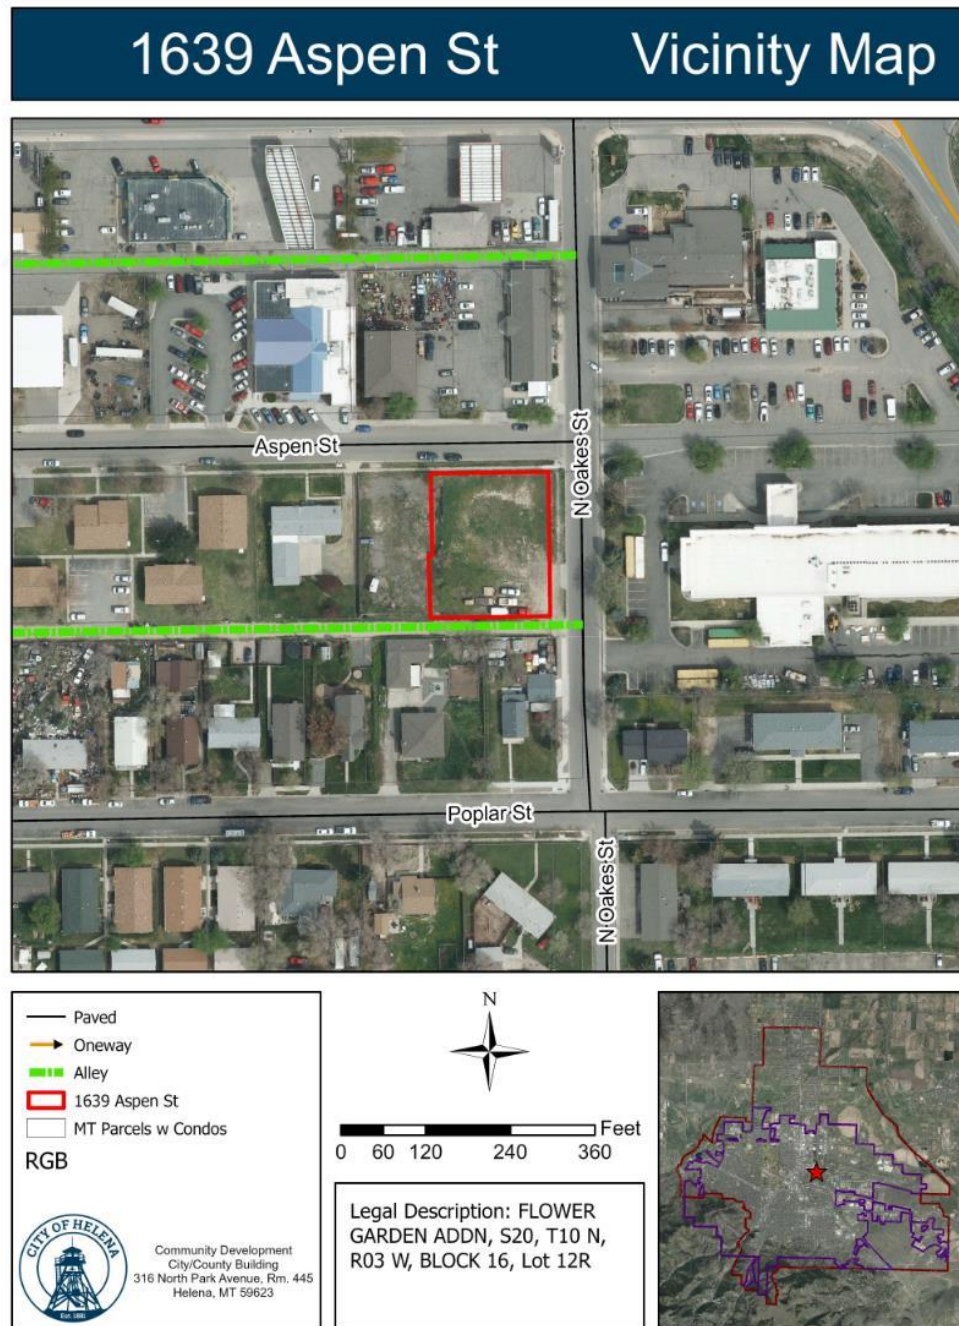 1639 Aspen St Vicinity Map
Aspen St
N Oakes St
Poplar St
N Oakes St
Paved
Oneway
Alley
1639 Aspen St
MT Parcels w Condos
RGB
CITY OF HELENA
Est. 1881
Community Development
City/County Building
316 North Park Avenue, Rm. 445
Helena, MT 59623
N
Feet
0 60 120 240 360
Legal Description: FLOWER
GARDEN ADDN, S20, T10 N,
R03 W, BLOCK 16, Lot 12R